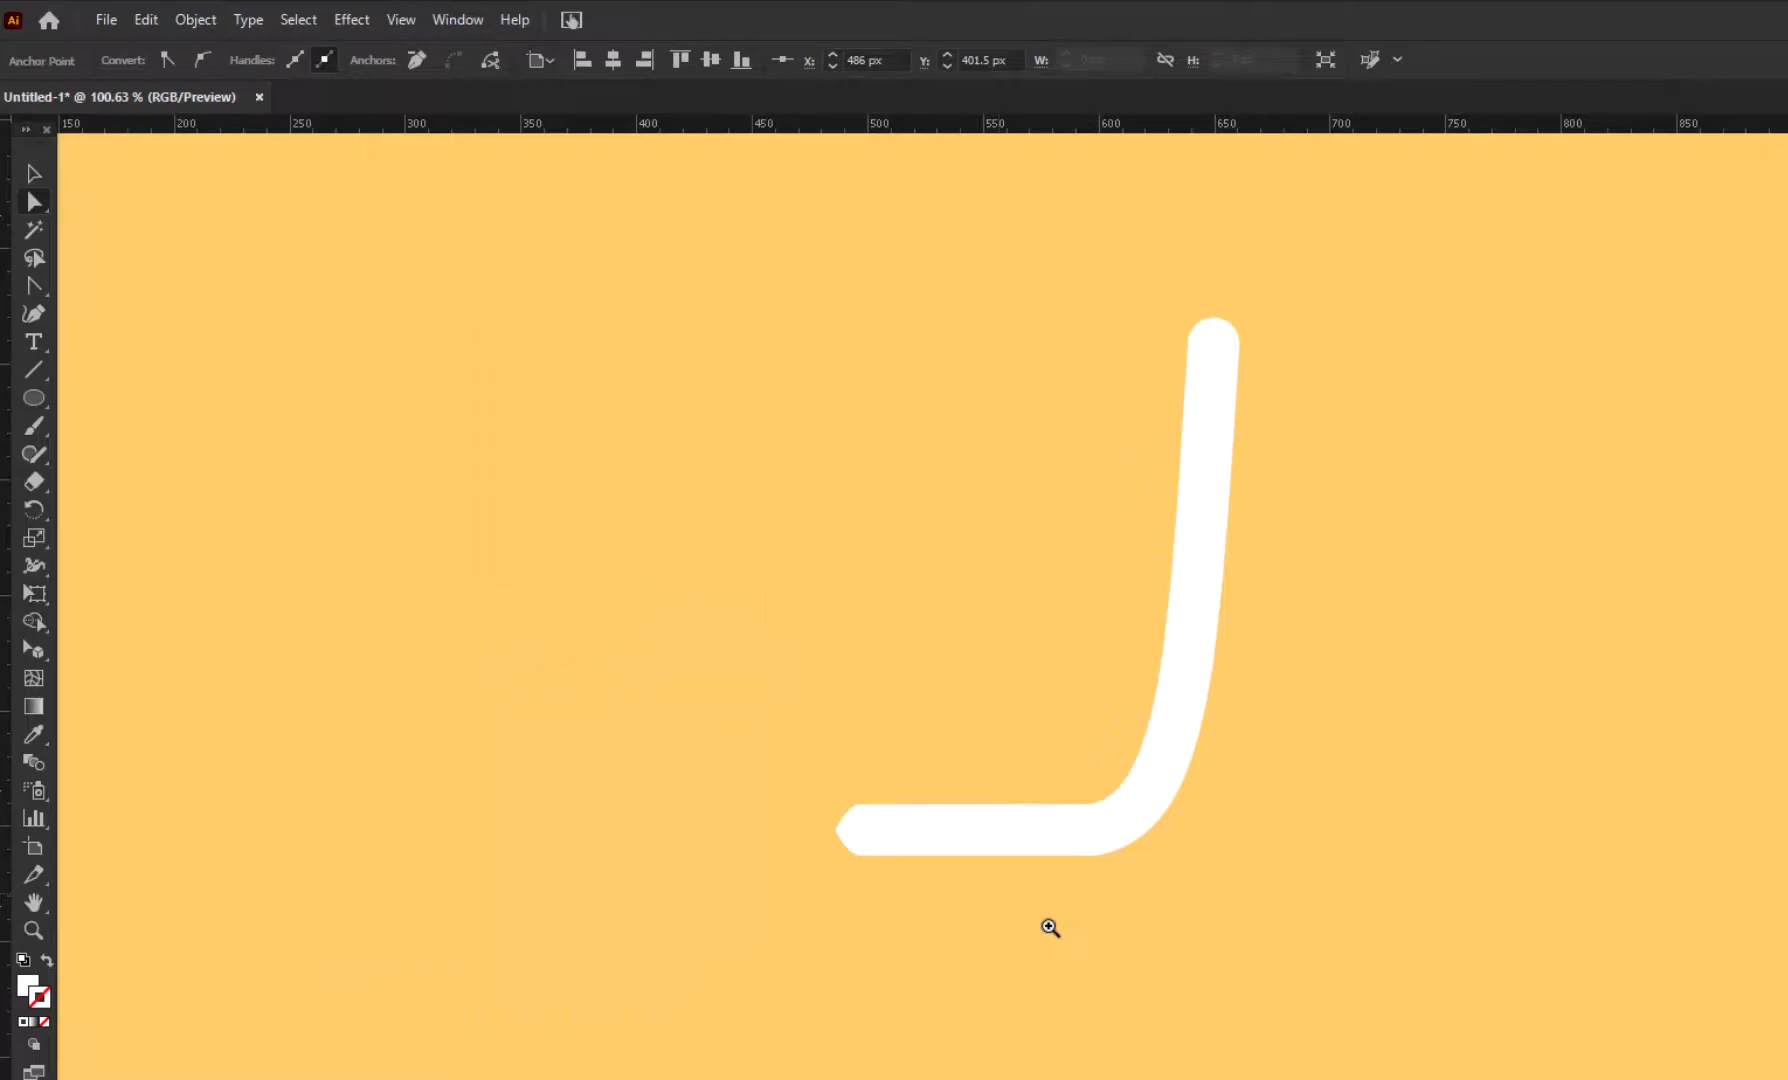 Ai File Edit Object Type Select Effect View Window Help
Anchor Point Convert: Handles: Anchors: X: 486 px Y: 401.5 px W: H:
Untitled-1* @ 100.63 % (RGB/Preview) ×
150 200 250 300 350 400 450 500 550 600 650 700 750 800 850
T